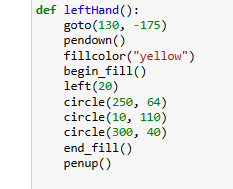 def leftHand():
    goto(130, -175)
    pendown()
    fillcolor("yellow")
    begin_fill()
    left(20)
    circle(250, 64)
    circle(10, 110)
    circle(300, 40)
    end_fill()
    penup()